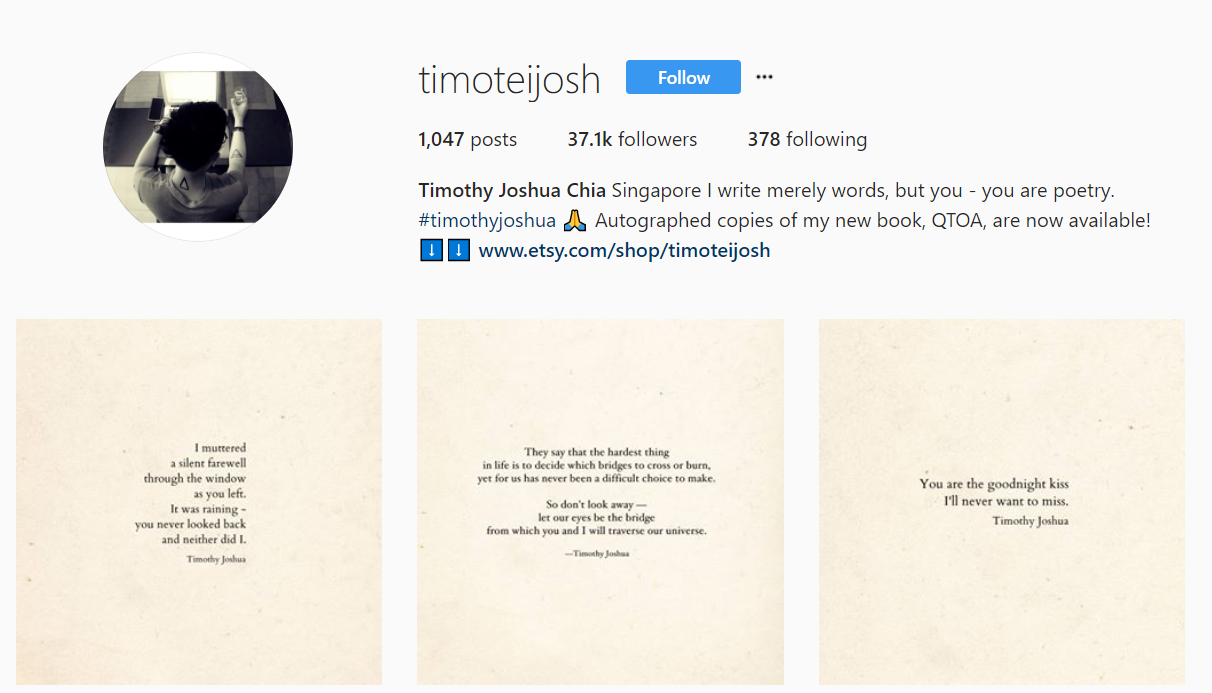 timoteijosh Follow ...
1,047 posts 37.1k followers 378 following
Timothy Joshua Chia Singapore I write merely words, but you - you are poetry.
#timothyjoshua 🙏 Autographed copies of my new book, QTOA, are now available!
⬇️⬇️ www.etsy.com/shop/timoteijosh
I muttered
a silent farewell
through the window
as you left.
It was raining -
you never looked back
and neither did I.
Timothy Joshua
They say that the hardest thing
in life is to decide which bridges to cross or burn,
yet for us has never been a difficult choice to make.
So don't look away —
let our eyes be the bridge
from which you and I will traverse our universe.
—Timothy Joshua
You are the goodnight kiss
I'll never want to miss.
Timothy Joshua